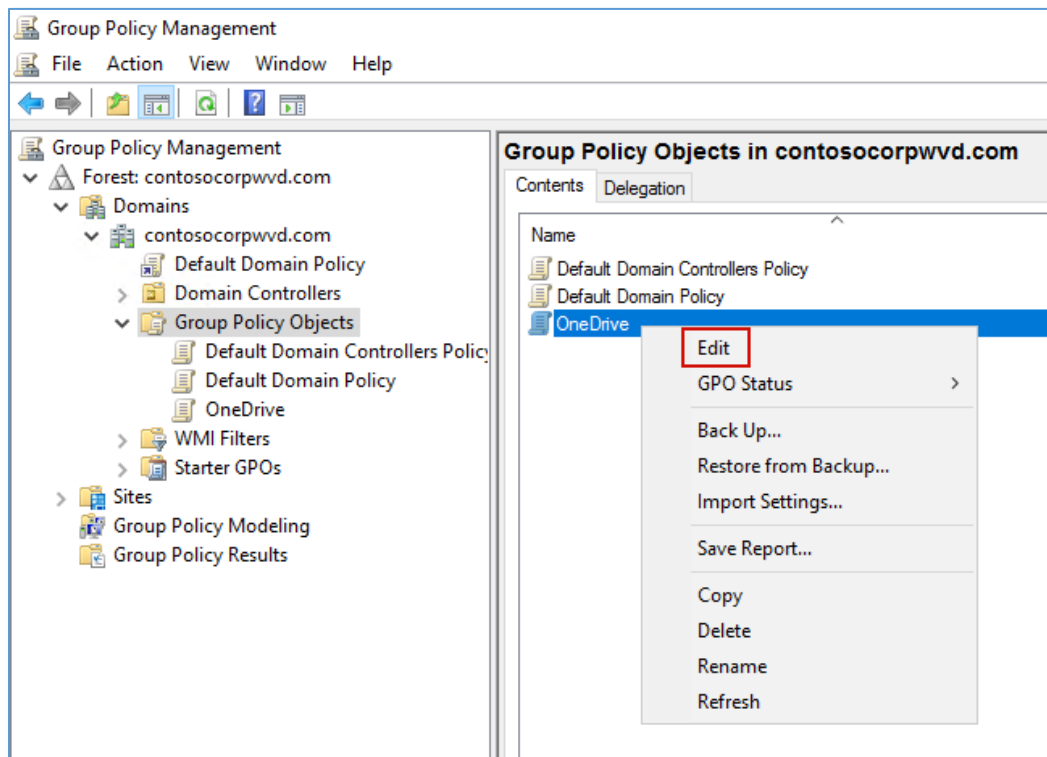 Group Policy Management
File Action View Window Help
Group Policy Management
Forest: contosocorpwvd.com
Domains
contosocorpwvd.com
Default Domain Policy
Domain Controllers
Group Policy Objects
Default Domain Controllers Policy
Default Domain Policy
OneDrive
WMI Filters
Starter GPOs
Sites
Group Policy Modeling
Group Policy Results
Group Policy Objects in contosocorpwvd.com
Contents Delegation
Name
Default Domain Controllers Policy
Default Domain Policy
OneDrive
Edit
GPO Status
Back Up...
Restore from Backup...
Import Settings...
Save Report...
Copy
Delete
Rename
Refresh